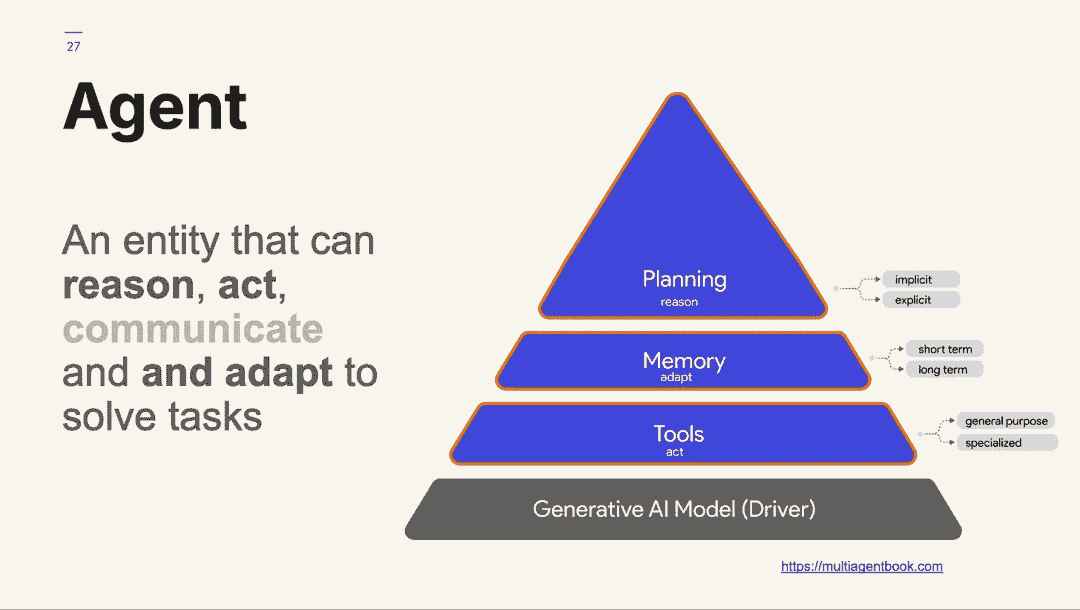 27
Agent
An entity that can
reason, act,
communicate
and and adapt to
solve tasks
Planning
reason
implicit
explicit
Memory
adapt
short term
long term
Tools
act
general purpose
specialized
Generative AI Model (Driver)
https://multiagentbook.com